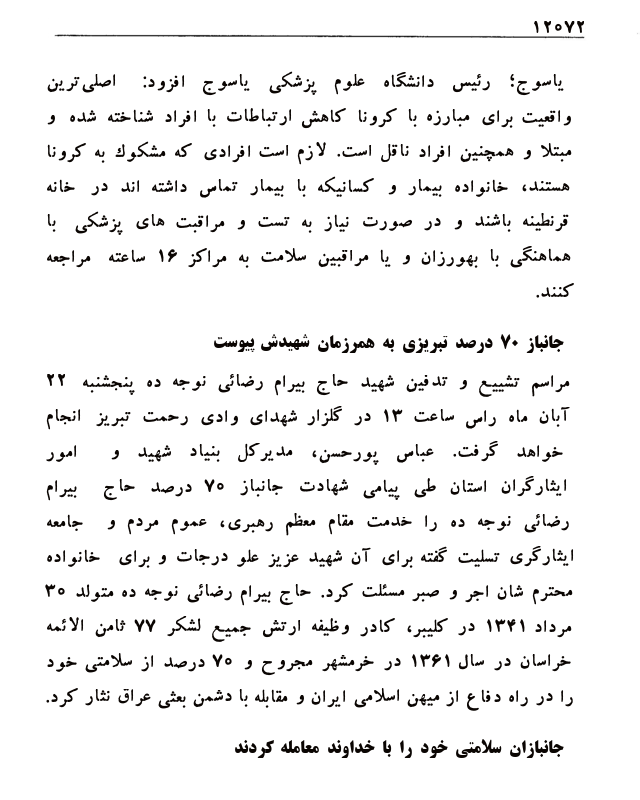 ۱۲۰۷۲
یاسوج؛ رئیس دانشگاه علوم پزشکی یاسوج افزود: اصلی‌ترین
واقعیت برای مبارزه با کرونا کاهش ارتباطات با افراد شناخته شده و
مبتلا و همچنین افراد ناقل است. لازم است افرادی که مشکوك به کرونا
هستند، خانواده بیمار و کسانیکه با بیمار تماس داشته اند در خانه
قرنطینه باشند و در صورت نیاز به تست و مراقبت های پزشکی با
هماهنگی با بهورزان و یا مراقبین سلامت به مراکز ۱۶ ساعته مراجعه
کنند.
جانباز ۷۰ درصد تبریزی به همرزمان شهیدش پیوست
مراسم تشییع و تدفین شهید حاج بیرام رضائی نوجه ده پنجشنبه ۲۲
آبان ماه راس ساعت ۱۳ در گلزار شهدای وادی رحمت تبریز انجام
خواهد گرفت. عباس پورحسن، مدیرکل بنیاد شهید و امور
ایثارگران استان طی پیامی شهادت جانباز ۷۰ درصد حاج بیرام
رضائی نوجه ده را خدمت مقام معظم رهبری، عموم مردم و جامعه
ایثارگری تسلیت گفته برای آن شهید عزیز علو درجات و برای خانواده
محترم شان اجر و صبر مسئلت کرد. حاج بیرام رضائی نوجه ده متولد ۳۰
مرداد ۱۳۴۱ در کلیبر، کادر وظیفه ارتش جمیع لشکر ۷۷ ثامن الائمه
خراسان در سال ۱۳۶۱ در خرمشهر مجروح و ۷۰ درصد از سلامتی خود
را در راه دفاع از میهن اسلامی ایران و مقابله با دشمن بعثی عراق نثار کرد.
جانبازان سلامتی خود را با خداوند معامله کردند